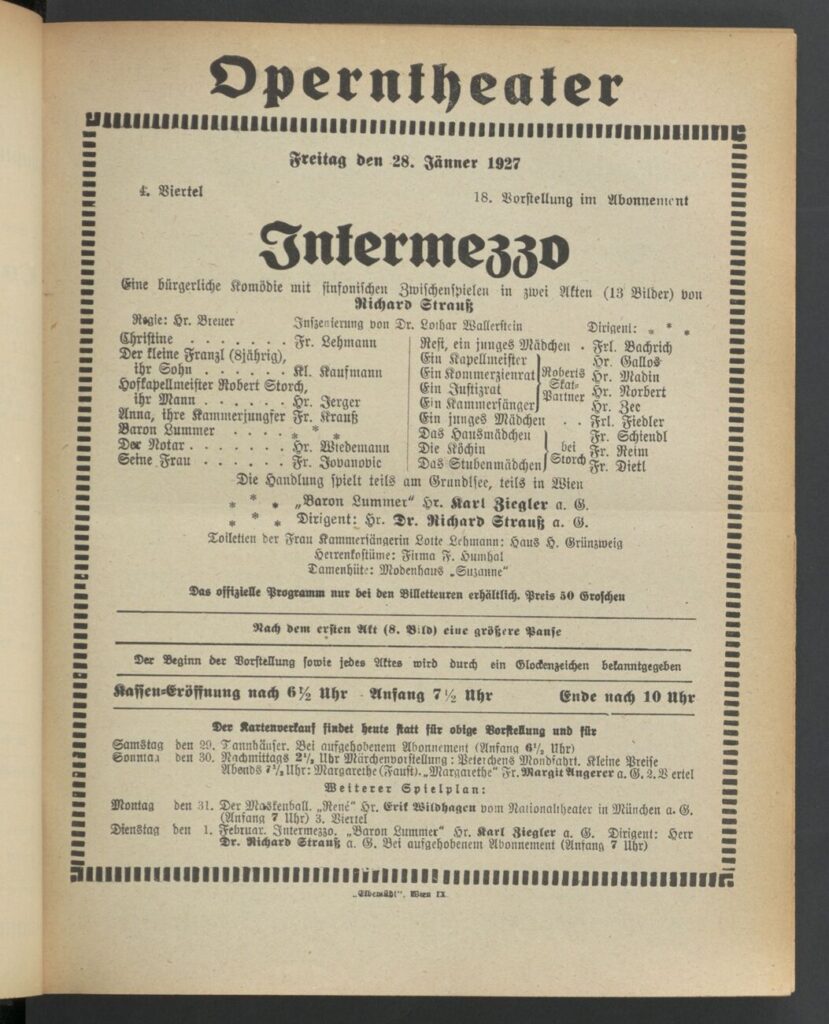 Operntheater
Freitag den 28. Jänner 1927
4. Viertel 18. Vorstellung im Abonnement
Intermezzo
Eine bürgerliche Komödie mit sinfonischen Zwischenspielen in zwei Akten (13 Bilder) von
Richard Strauß
Regie: Hr. Breuer Inszenierung von Dr. Lothar Wallerstein Dirigent: * * *
Christine . . . . . . . Fr. Lehmann
Der kleine Franzl (8jährig),
ihr Sohn . . . . . . Kl. Kaufmann
Hofkapellmeister Robert Storch,
ihr Mann . . . . . Hr. Jerger
Anna, ihre Kammerjungfer Fr. Krauß
Baron Lummer . . . . . * * *
Der Notar . . . . . . . Hr. Wiedemann
Seine Frau . . . . . . Fr. Jovanovic
Resi, ein junges Mädchen . Frl. Bachrich
Ein Kapellmeister Hr. Gallos
Ein Kommerzienrat Hr. Madin
Ein Justizrat Hr. Norbert
Ein Kammersänger Hr. Zec
Roberts
Skat-
Partner
Ein junges Mädchen . . Frl. Fiedler
Das Hausmädchen Fr. Schiendl
Die Köchin Fr. Reim
Das Stubenmädchen Fr. Dietl
bei
Storch
Die Handlung spielt teils am Grundlsee, teils in Wien
* * * „Baron Lummer" Hr. Karl Ziegler a. G.
* * * Dirigent: Hr. Dr. Richard Strauß a. G.
Toiletten der Frau Kammersängerin Lotte Lehmann: Haus H. Grünzweig
Herrenkostüme: Firma F. Humhal
Damenhüte: Modenhaus „Suzanne"
Das offizielle Programm nur bei den Billetteuren erhältlich. Preis 50 Groschen
Nach dem ersten Akt (8. Bild) eine größere Pause
Der Beginn der Vorstellung sowie jedes Aktes wird durch ein Glockenzeichen bekanntgegeben
Kassen-Eröffnung nach 6½ Uhr Anfang 7½ Uhr Ende nach 10 Uhr
Der Kartenverkauf findet heute statt für obige Vorstellung und für
Samstag den 29. Tannhäuser. Bei aufgehobenem Abonnement (Anfang 6½ Uhr)
Sonntag den 30. Nachmittags 2½ Uhr Märchenvorstellung: Peterchens Mondfahrt. Kleine Preise
Abends 7½ Uhr: Margarethe (Faust). „Margarethe" Fr. Margit Angerer a. G. 2. Viertel
Weiterer Spielplan:
Montag den 31. Der Maskenball. „René" Hr. Erik Wildhagen vom Nationaltheater in München a. G.
(Anfang 7 Uhr) 3. Viertel
Dienstag den 1. Februar. Intermezzo. „Baron Lummer" Hr. Karl Ziegler a. G. Dirigent: Herr
Dr. Richard Strauß a. G. Bei aufgehobenem Abonnement (Anfang 7 Uhr)
„Elbemühl", Wien IX.